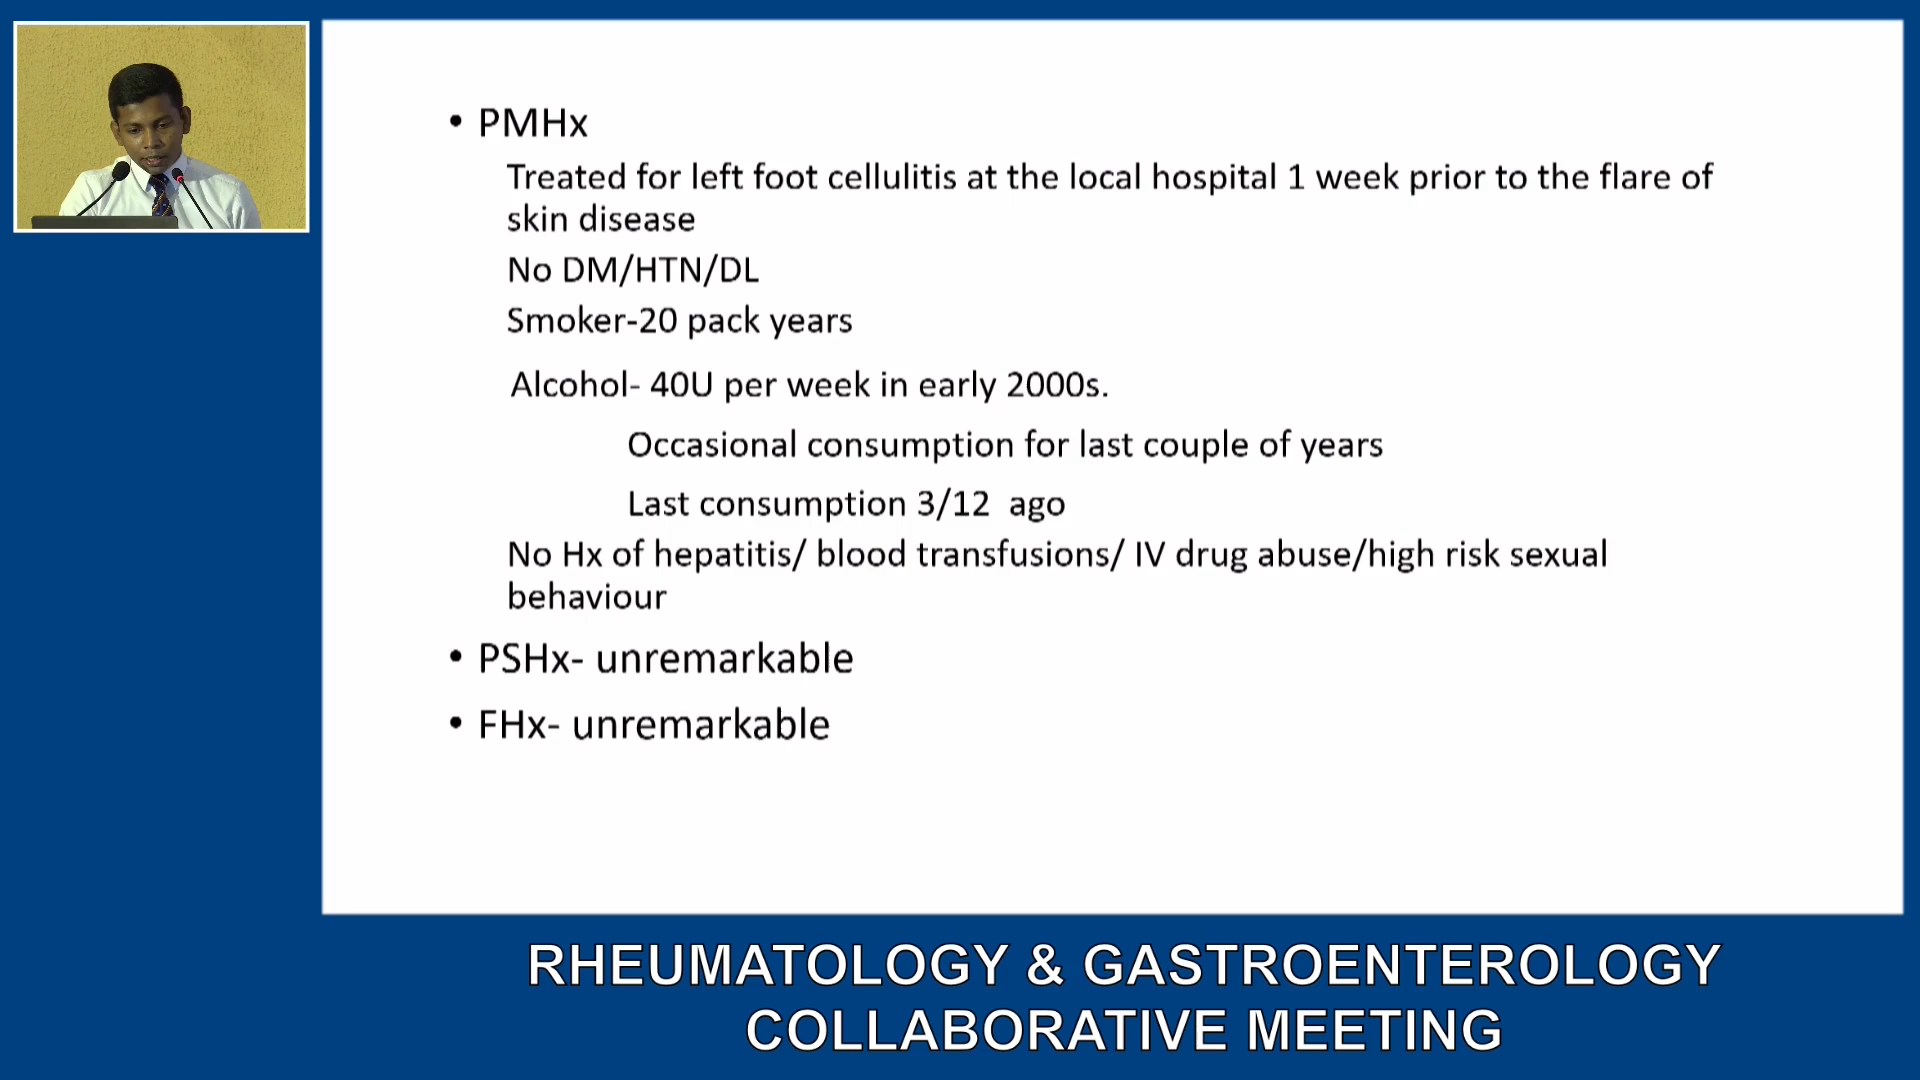 • PMHx
Treated for left foot cellulitis at the local hospital 1 week prior to the flare of
skin disease
No DM/HTN/DL
Smoker-20 pack years
Alcohol- 40U per week in early 2000s.
Occasional consumption for last couple of years
Last consumption 3/12 ago
No Hx of hepatitis/ blood transfusions/ IV drug abuse/high risk sexual
behaviour
• PSHx- unremarkable
• FHx- unremarkable
RHEUMATOLOGY & GASTROENTEROLOGY
COLLABORATIVE MEETING